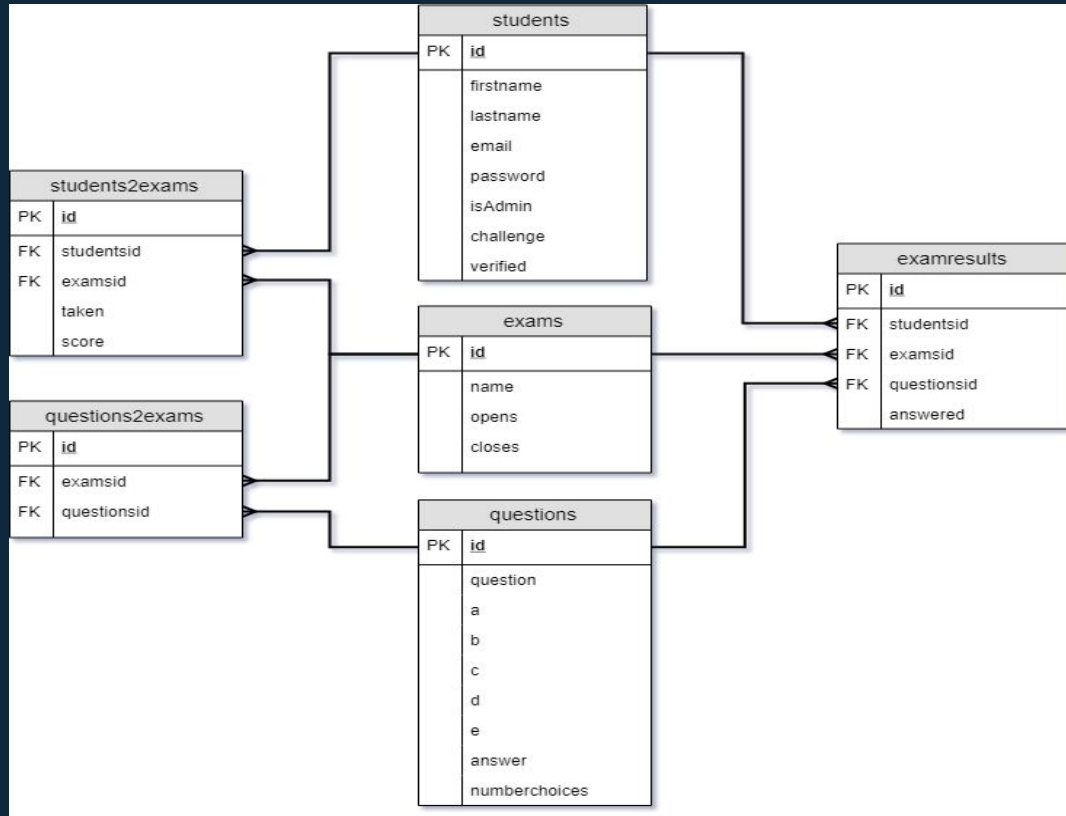 students
PK id
firstname
lastname
email
password
isAdmin
challenge
verified
students2exams
PK id
FK studentsid
FK examsid
taken
score
exams
PK id
name
opens
closes
examresults
PK id
FK studentsid
FK examsid
FK questionsid
answered
questions2exams
PK id
FK examsid
FK questionsid
questions
PK id
question
a
b
c
d
e
answer
numberchoices